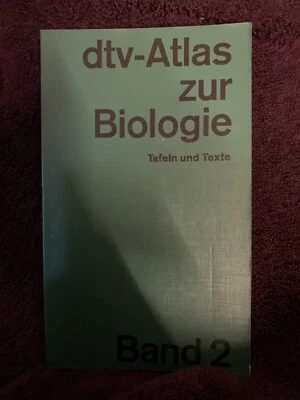 dtv-Atlas
zur
Biologie
Tafeln und Texte
Band 2